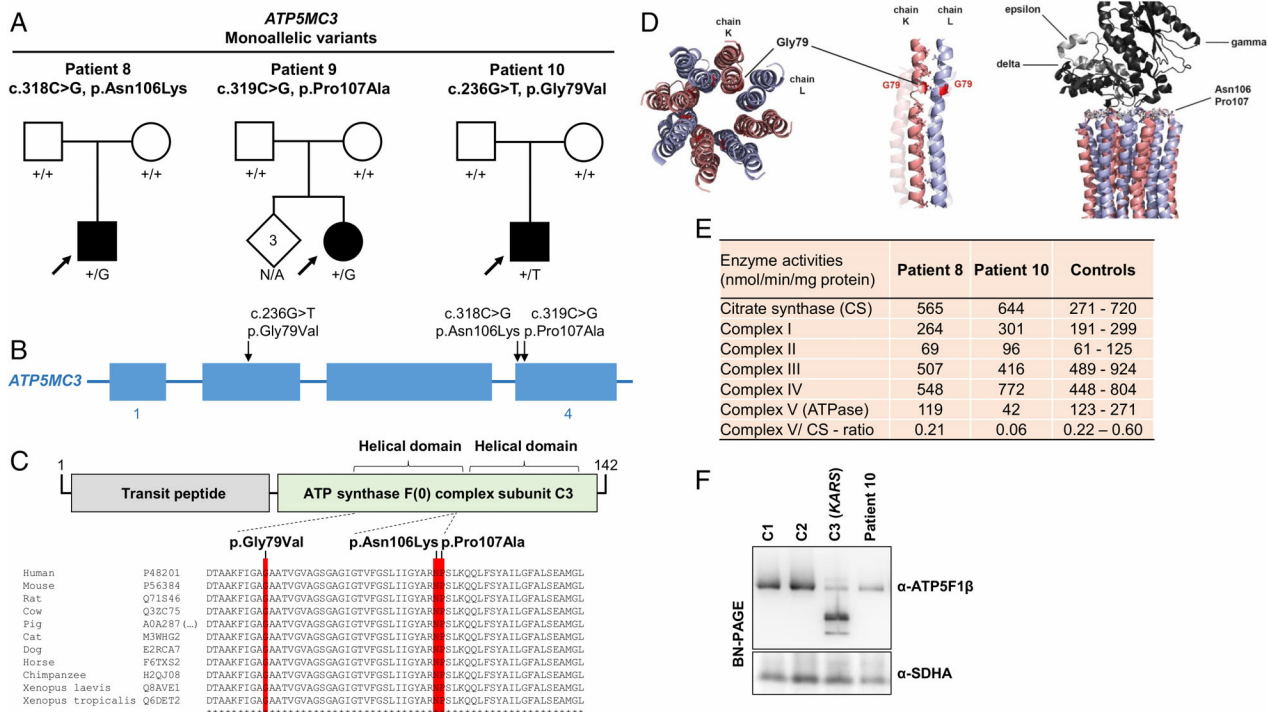 A
ATP5MC3
Monoallelic variants
Patient 8
c.318C>G, p.Asn106Lys
Patient 9
c.319C>G, p.Pro107Ala
Patient 10
c.236G>T, p.Gly79Val
+/+
+/+
+/+
+/+
+/+
+/+
3
+/G
N/A
+/G
+/T
B
c.236G>T
p.Gly79Val
c.318C>G
p.Asn106Lys
c.319C>G
p.Pro107Ala
ATP5MC3
1
4
C
Helical domain
Helical domain
1
142
Transit peptide
ATP synthase F(0) complex subunit C3
p.Gly79Val
p.Asn106Lys
p.Pro107Ala
Human P48201 DTAAKFIGAGAATVGVAGSGAGIGTVFGSLIIGYARNPSLKQQLFSYAILGFALSEAMGL
Mouse P56384 DTAAKFIGAGAATVGVAGSGAGIGTVFGSLIIGYARNPSLKQQLFSYAILGFALSEAMGL
Rat Q71S46 DTAAKFIGAGAATVGVAGSGAGIGTVFGSLIIGYARNPSLKQQLFSYAILGFALSEAMGL
Cow Q3ZC75 DTAAKFIGAGAATVGVAGSGAGIGTVFGSLIIGYARNPSLKQQLFSYAILGFALSEAMGL
Pig A0A287(…) DTAAKFIGAGAATVGVAGSGAGIGTVFGSLIIGYARNPSLKQQLFSYAILGFALSEAMGL
Cat M3WHG2 DTAAKFIGAGAATVGVAGSGAGIGTVFGSLIIGYARNPSLKQQLFSYAILGFALSEAMGL
Dog E2RCA7 DTAAKFIGAGAATVGVAGSGAGIGTVFGSLIIGYARNPSLKQQLFSYAILGFALSEAMGL
Horse F6TXS2 DTAAKFIGAGAATVGVAGSGAGIGTVFGSLIIGYARNPSLKQQLFSYAILGFALSEAMGL
Chimpanzee H2QJ08 DTAAKFIGAGAATVGVAGSGAGIGTVFGSLIIGYARNPSLKQQLFSYAILGFALSEAMGL
Xenopus laevis Q8AVE1 DTAAKFIGAGAATVGVAGSGAGIGTVFGSLIIGYARNPSLKQQLFSYAILGFALSEAMGL
Xenopus tropicalis Q6DET2 DTAAKFIGAGAATVGVAGSGAGIGTVFGSLIIGYARNPSLKQQLFSYAILGFALSEAMGL
D
chain
K
Gly79
chain
L
chain
K
chain
L
G79
G79
epsilon
gamma
delta
Asn106
Pro107
E
Enzyme activities
(nmol/min/mg protein)
Patient 8 Patient 10 Controls
Citrate synthase (CS) 565 644 271 - 720
Complex I 264 301 191 - 299
Complex II 69 96 61 - 125
Complex III 507 416 489 - 924
Complex IV 548 772 448 - 804
Complex V (ATPase) 119 42 123 - 271
Complex V/ CS - ratio 0.21 0.06 0.22 – 0.60
F
C1
C2
C3 (KARS)
Patient 10
BN-PAGE
α-ATP5F1β
α-SDHA